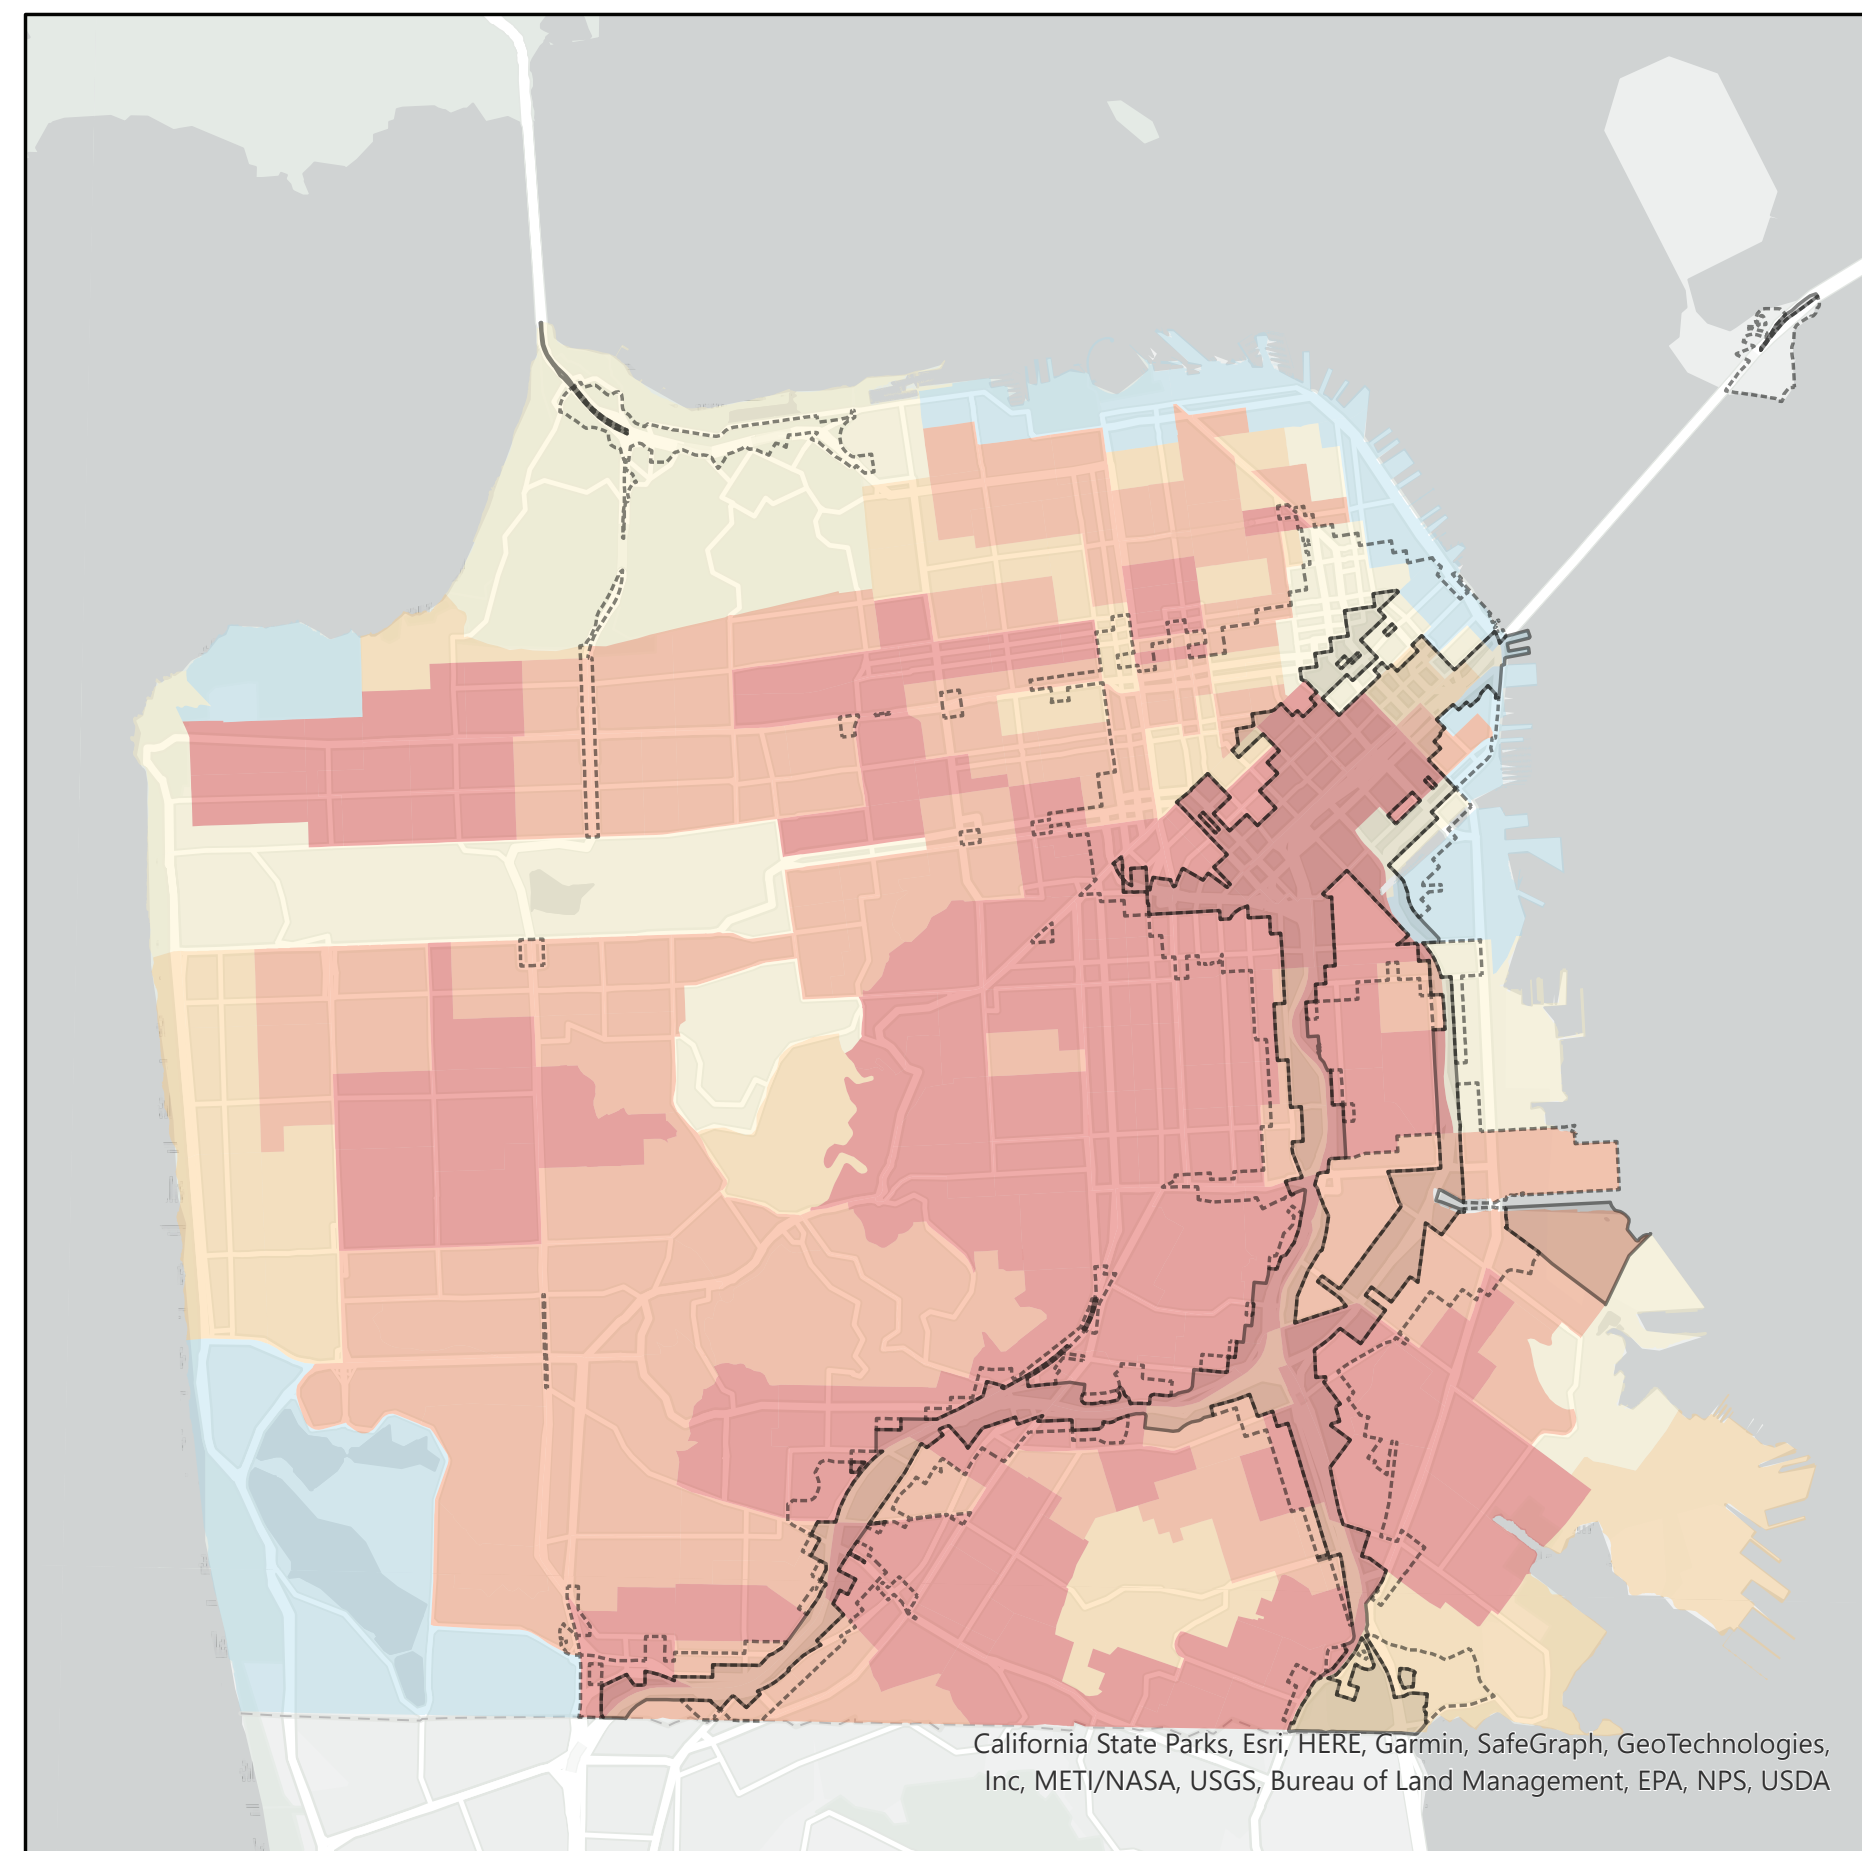 California State Parks, Esri, HERE, Garmin, SafeGraph, GeoTechnologies,
Inc, METI/NASA, USGS, Bureau of Land Management, EPA, NPS, USDA